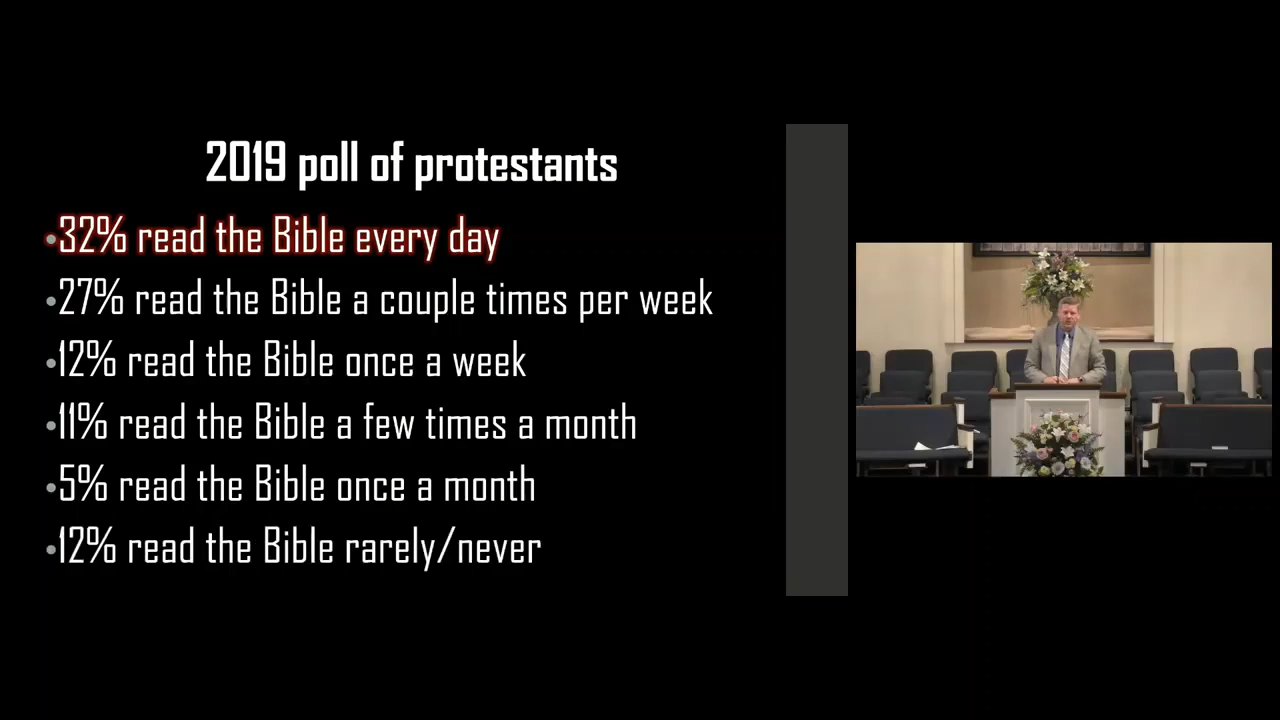 2019 poll of protestants
•32% read the Bible every day
•27% read the Bible a couple times per week
•12% read the Bible once a week
•11% read the Bible a few times a month
•5% read the Bible once a month
•12% read the Bible rarely/never